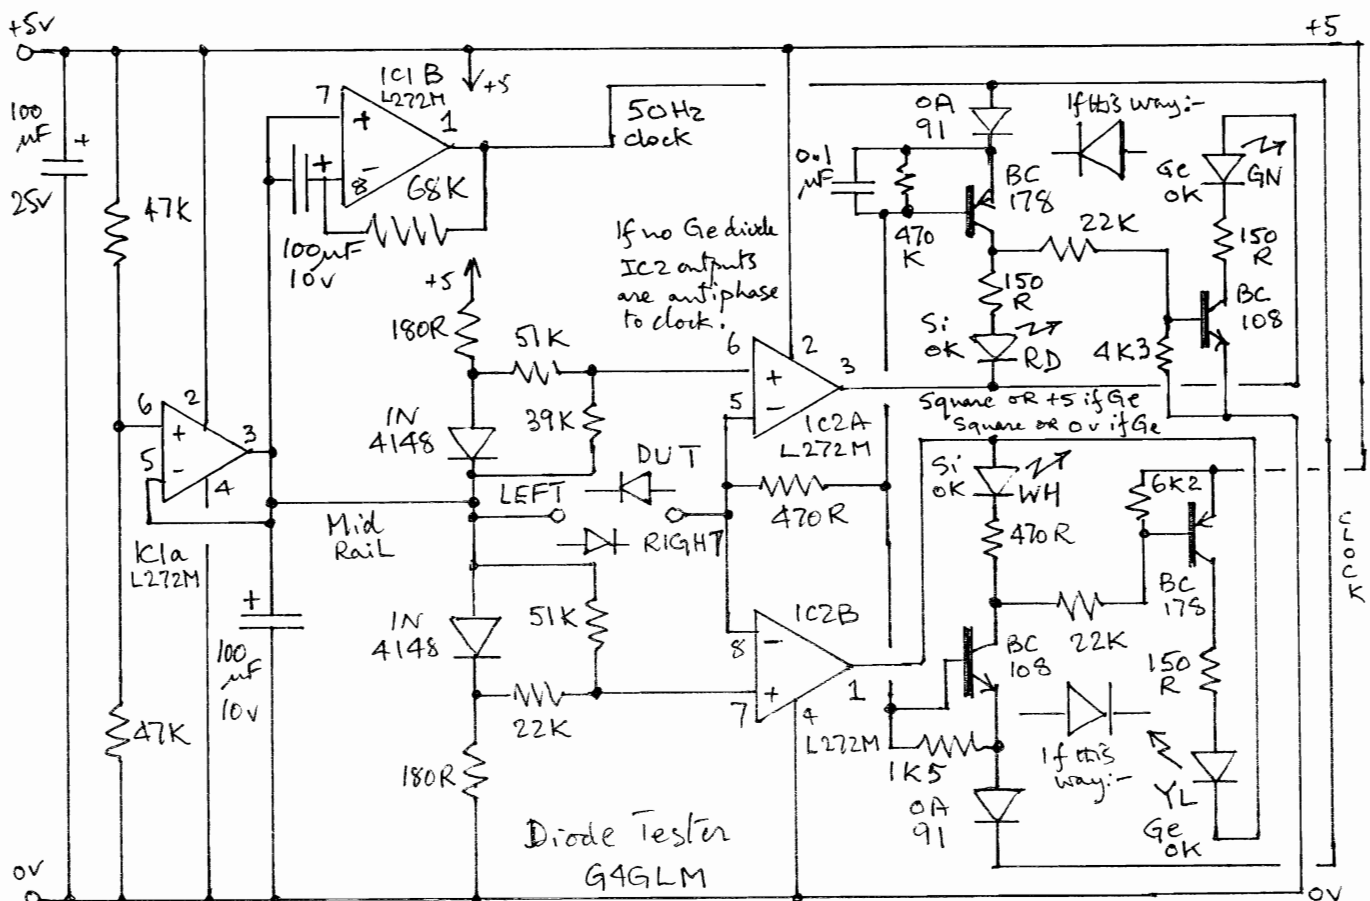 +5v
+5
100
µF
+
25v
47K
47K
IC1B
L272M
7
+
1
8
-
+5
50Hz
clock
+
68K
100µF
10v
+5
180R
51K
39K
1N
4148
6
+
2
5
-
3
4
IC1a
L272M
Mid
Rail
+
100
µF
10v
1N
4148
51K
22K
180R
If no Ge diode
IC2 outputs
are antiphase
to clock.
DUT
LEFT
RIGHT
6
+
2
3
5
-
IC2A
L272M
470R
IC2B
8
-
7
+
1
4
L272M
OA
91
If this way:-
0.1
µF
470
K
BC
178
22K
Ge
OK
GN
150
R
BC
108
150
R
Si
OK
RD
4K3
Square OR +5 if Ge
Square OR 0v if Ge
Si
OK
WH
470R
6K2
BC
178
22K
BC
108
150
R
1K5
OA
91
If this
way:-
YL
Ge
OK
CLOCK
Diode Tester
G4GLM
0V
0V